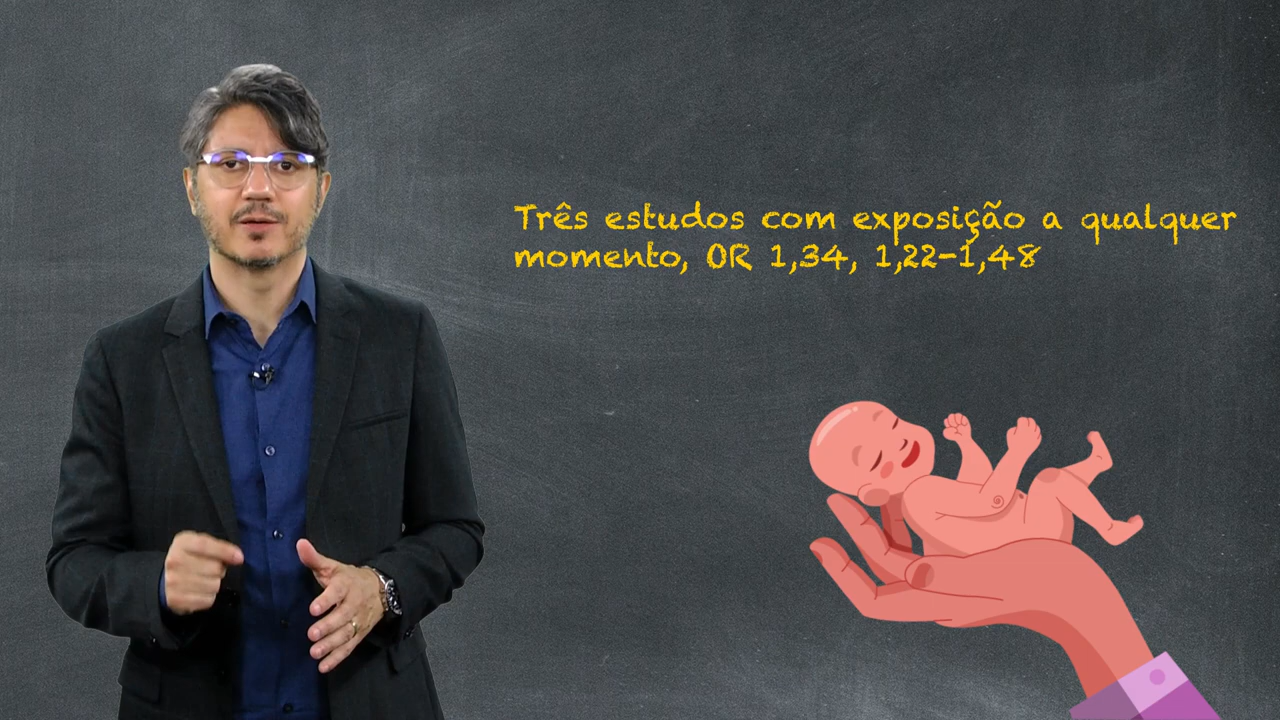 Três estudos com exposição a qualquer
momento, OR 1,34, 1,22-1,48